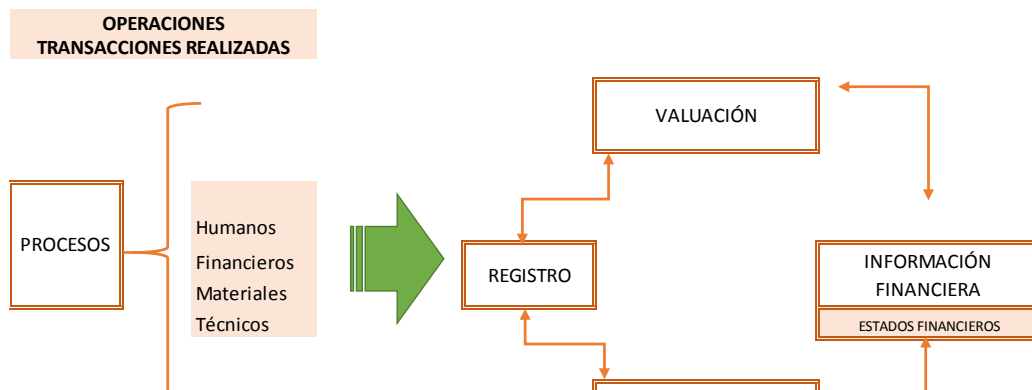 OPERACIONES
TRANSACCIONES REALIZADAS
VALUACIÓN
PROCESOS
Humanos
Financieros
Materiales
Técnicos
REGISTRO
INFORMACIÓN
FINANCIERA
ESTADOS FINANCIEROS